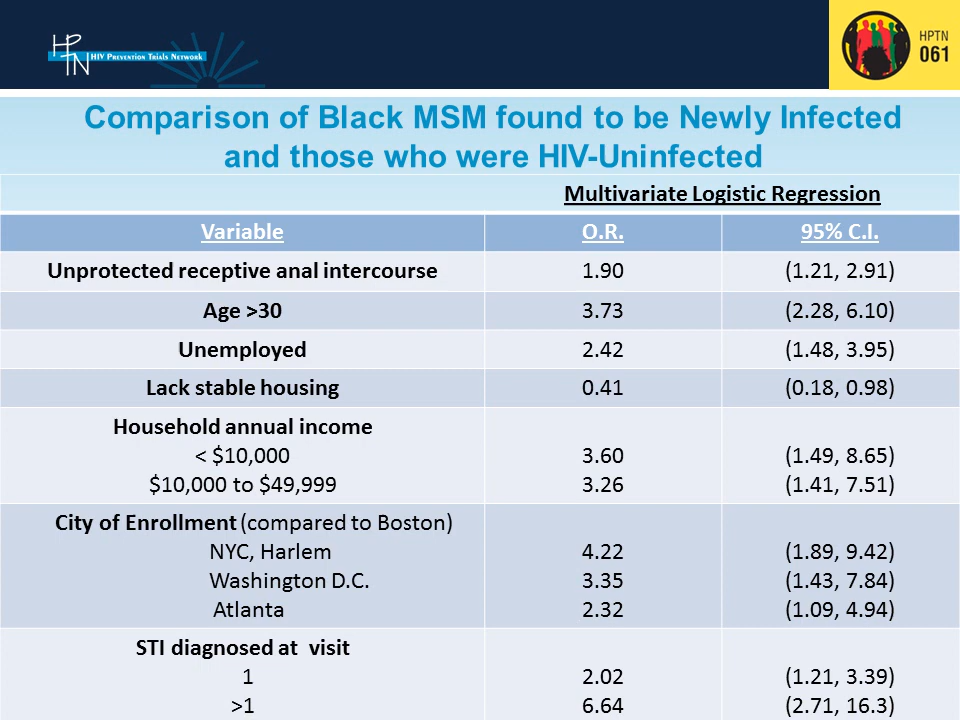 HPTN
HIV Prevention Trials Network
HPTN
061
Comparison of Black MSM found to be Newly Infected
and those who were HIV-Uninfected
Multivariate Logistic Regression
Variable O.R. 95% C.I.
Unprotected receptive anal intercourse 1.90 (1.21, 2.91)
Age >30 3.73 (2.28, 6.10)
Unemployed 2.42 (1.48, 3.95)
Lack stable housing 0.41 (0.18, 0.98)
Household annual income
< $10,000 3.60 (1.49, 8.65)
$10,000 to $49,999 3.26 (1.41, 7.51)
City of Enrollment (compared to Boston)
NYC, Harlem 4.22 (1.89, 9.42)
Washington D.C. 3.35 (1.43, 7.84)
Atlanta 2.32 (1.09, 4.94)
STI diagnosed at visit
1 2.02 (1.21, 3.39)
>1 6.64 (2.71, 16.3)